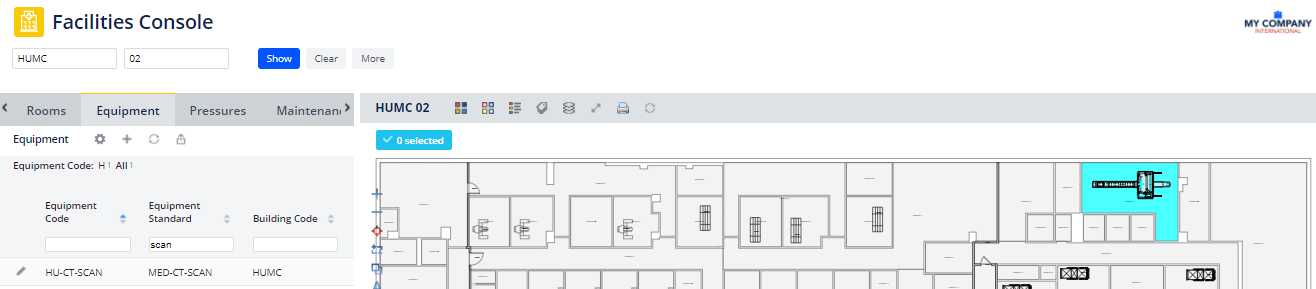 Facilities Console
MY COMPANY
INTERNATIONAL
HUMC 02 Show Clear More
Rooms Equipment Pressures Maintenan
HUMC 02
Equipment
0 selected
Equipment Code: H 1 All 1
Equipment Code
Equipment Standard
Building Code
scan
HU-CT-SCAN MED-CT-SCAN HUMC